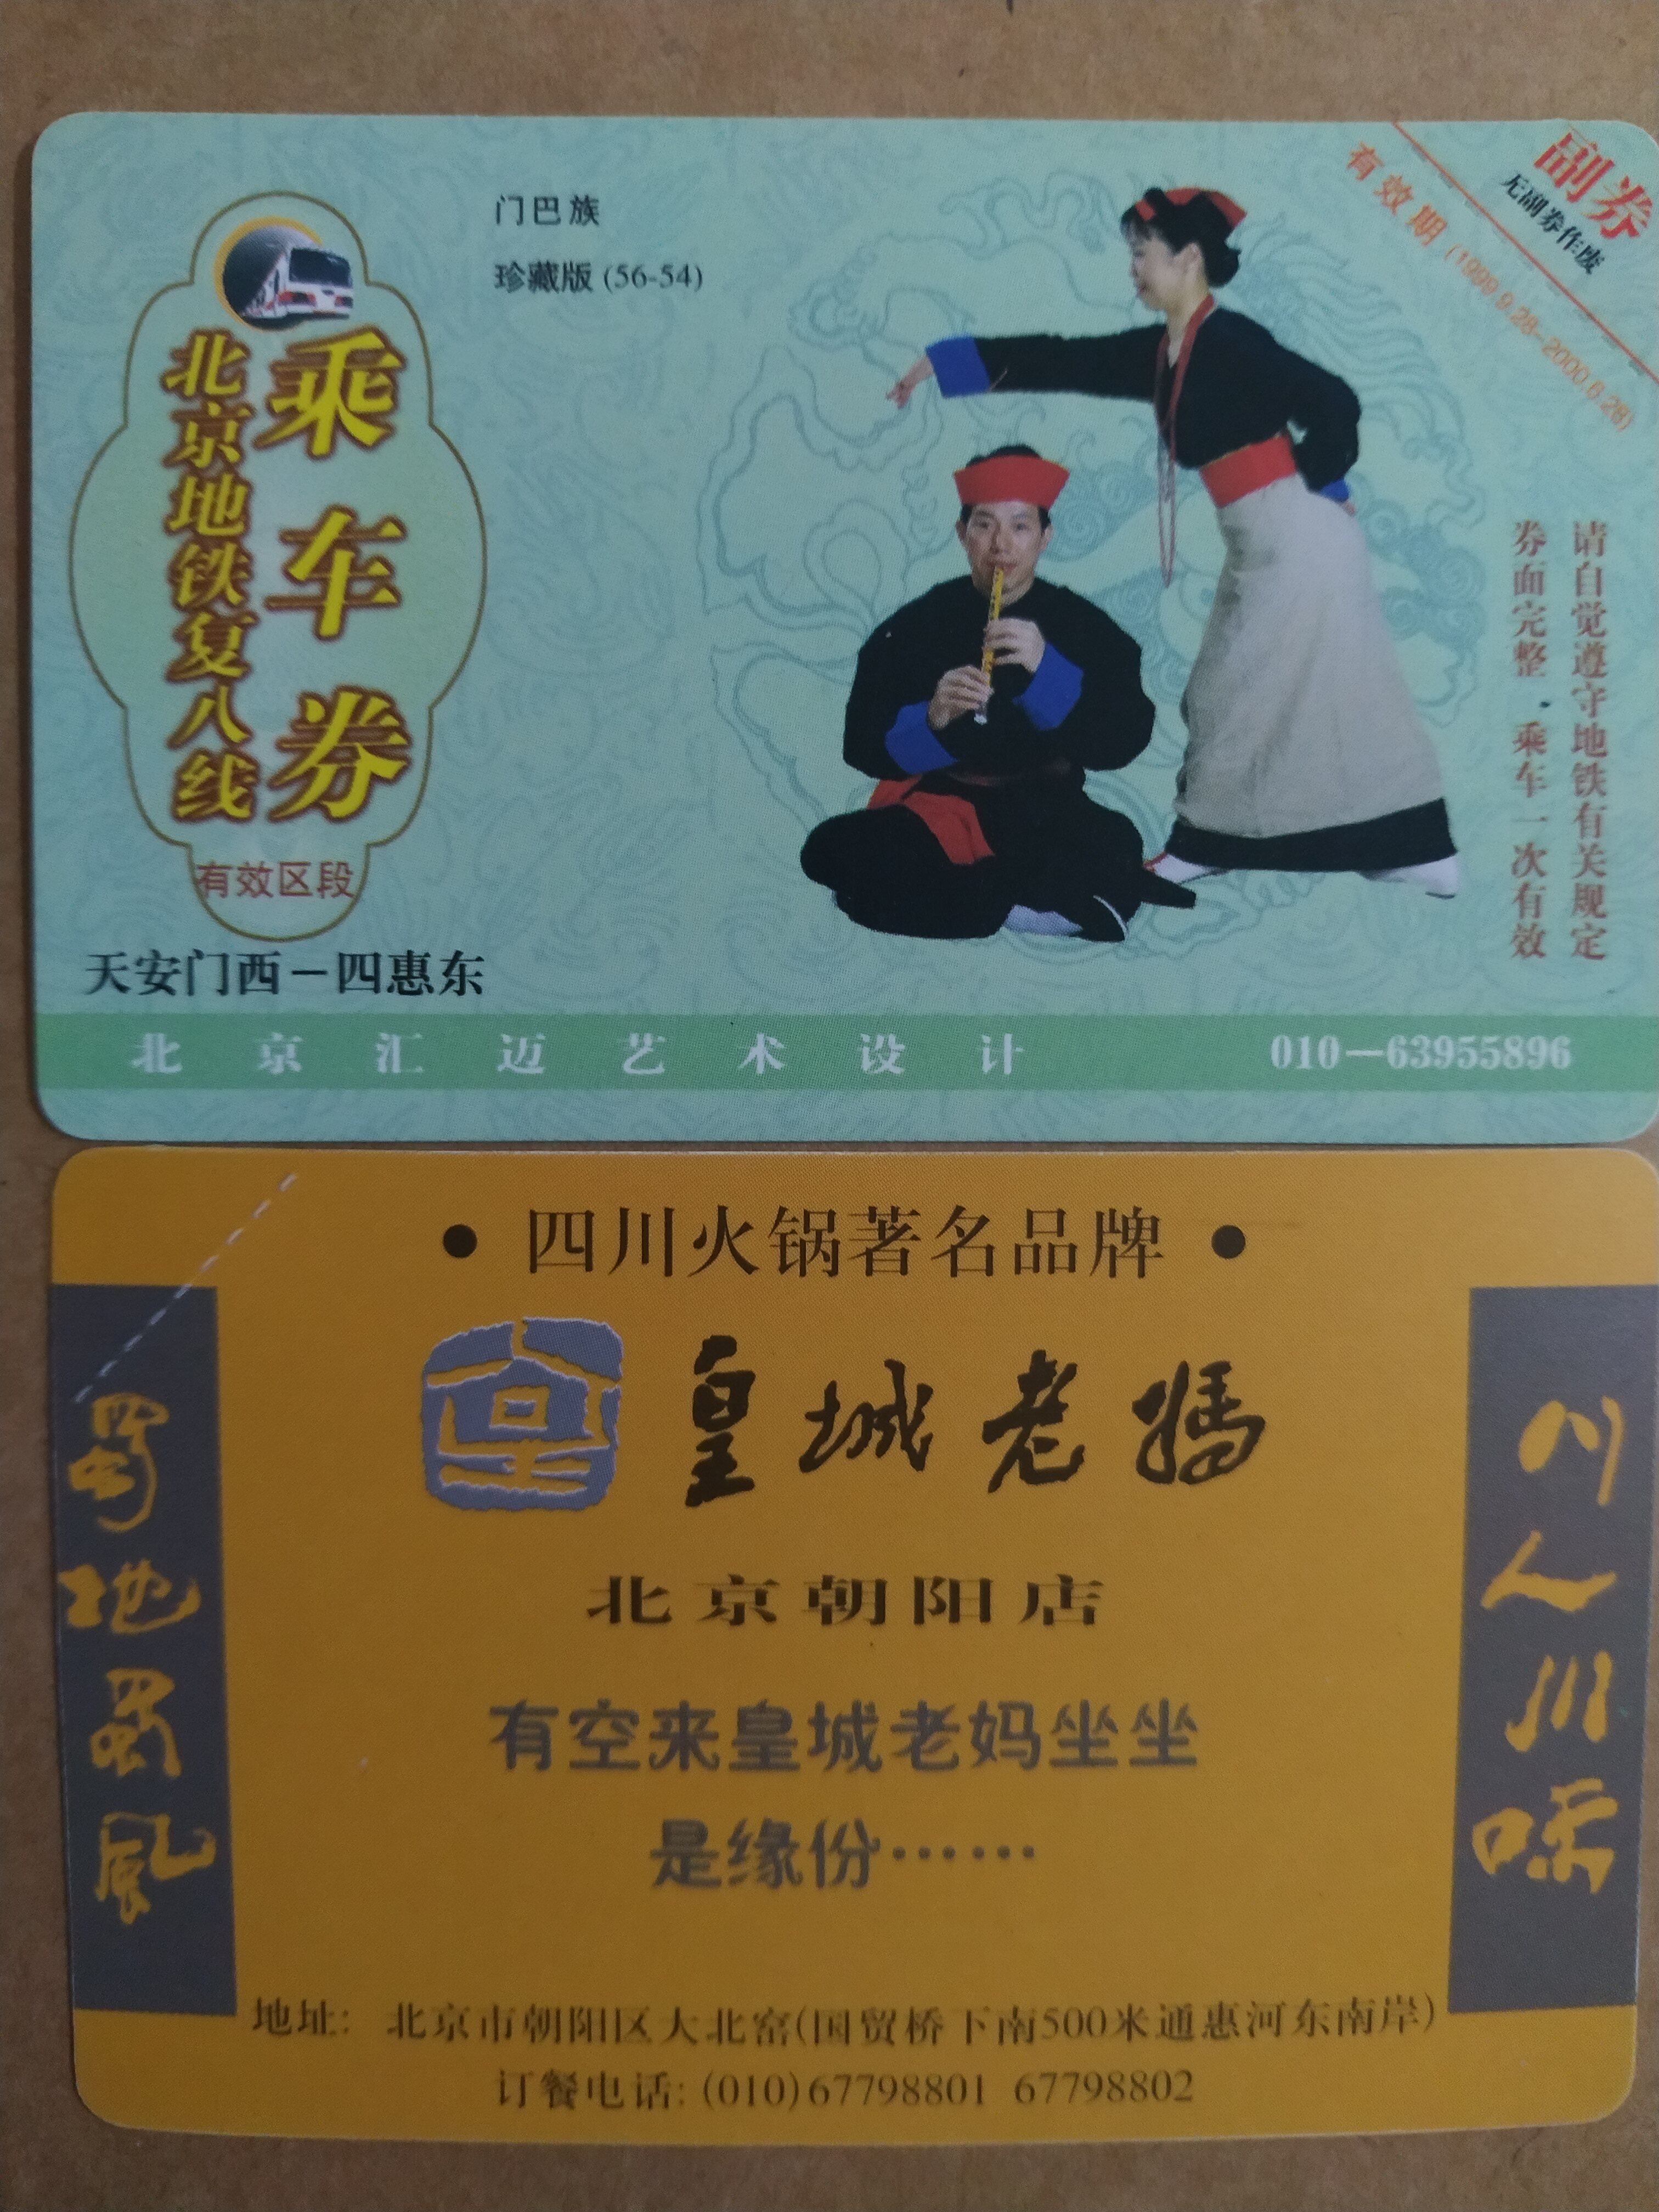 门巴族
珍藏版 (56-54)
乘车券
北京地铁复八线
有效区段
天安门西－四惠东
副券
无副券作废
有效期 (1999.9.28-2000.6.28)
请自觉遵守地铁有关规定
券面完整．乘车一次有效
北京汇迈艺术设计 010－63955896
• 四川火锅著名品牌 •
皇城老媽
北京朝阳店
有空来皇城老妈坐坐
是缘份……
蜀地蜀風
川人川味
地址: 北京市朝阳区大北窑(国贸桥下南500米通惠河东南岸)
订餐电话: (010)67798801 67798802